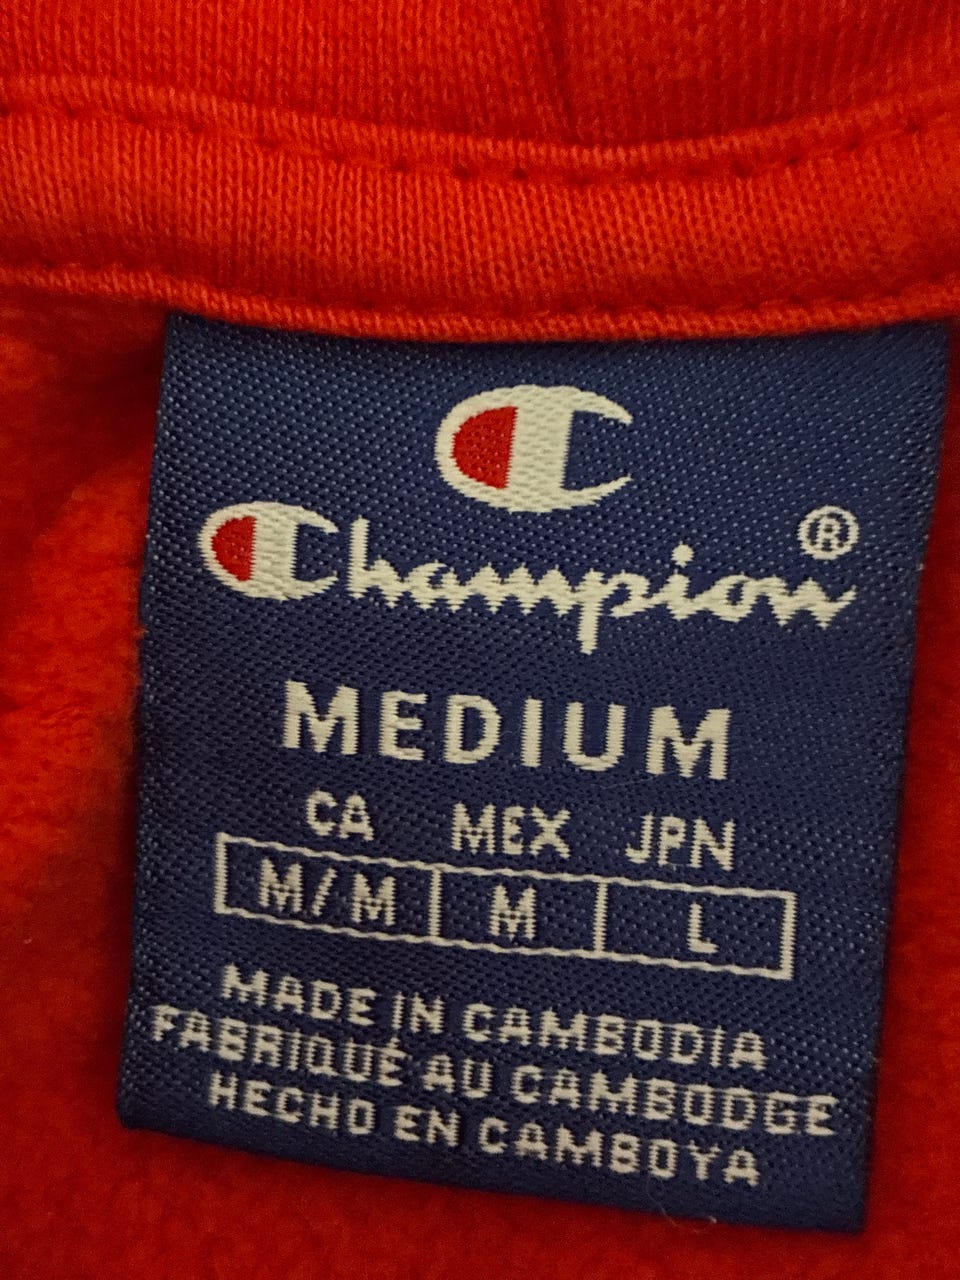 Champion®
MEDIUM
CA MEX JPN
M/M M L
MADE IN CAMBODIA
FABRIQUÉ AU CAMBODGE
HECHO EN CAMBOYA